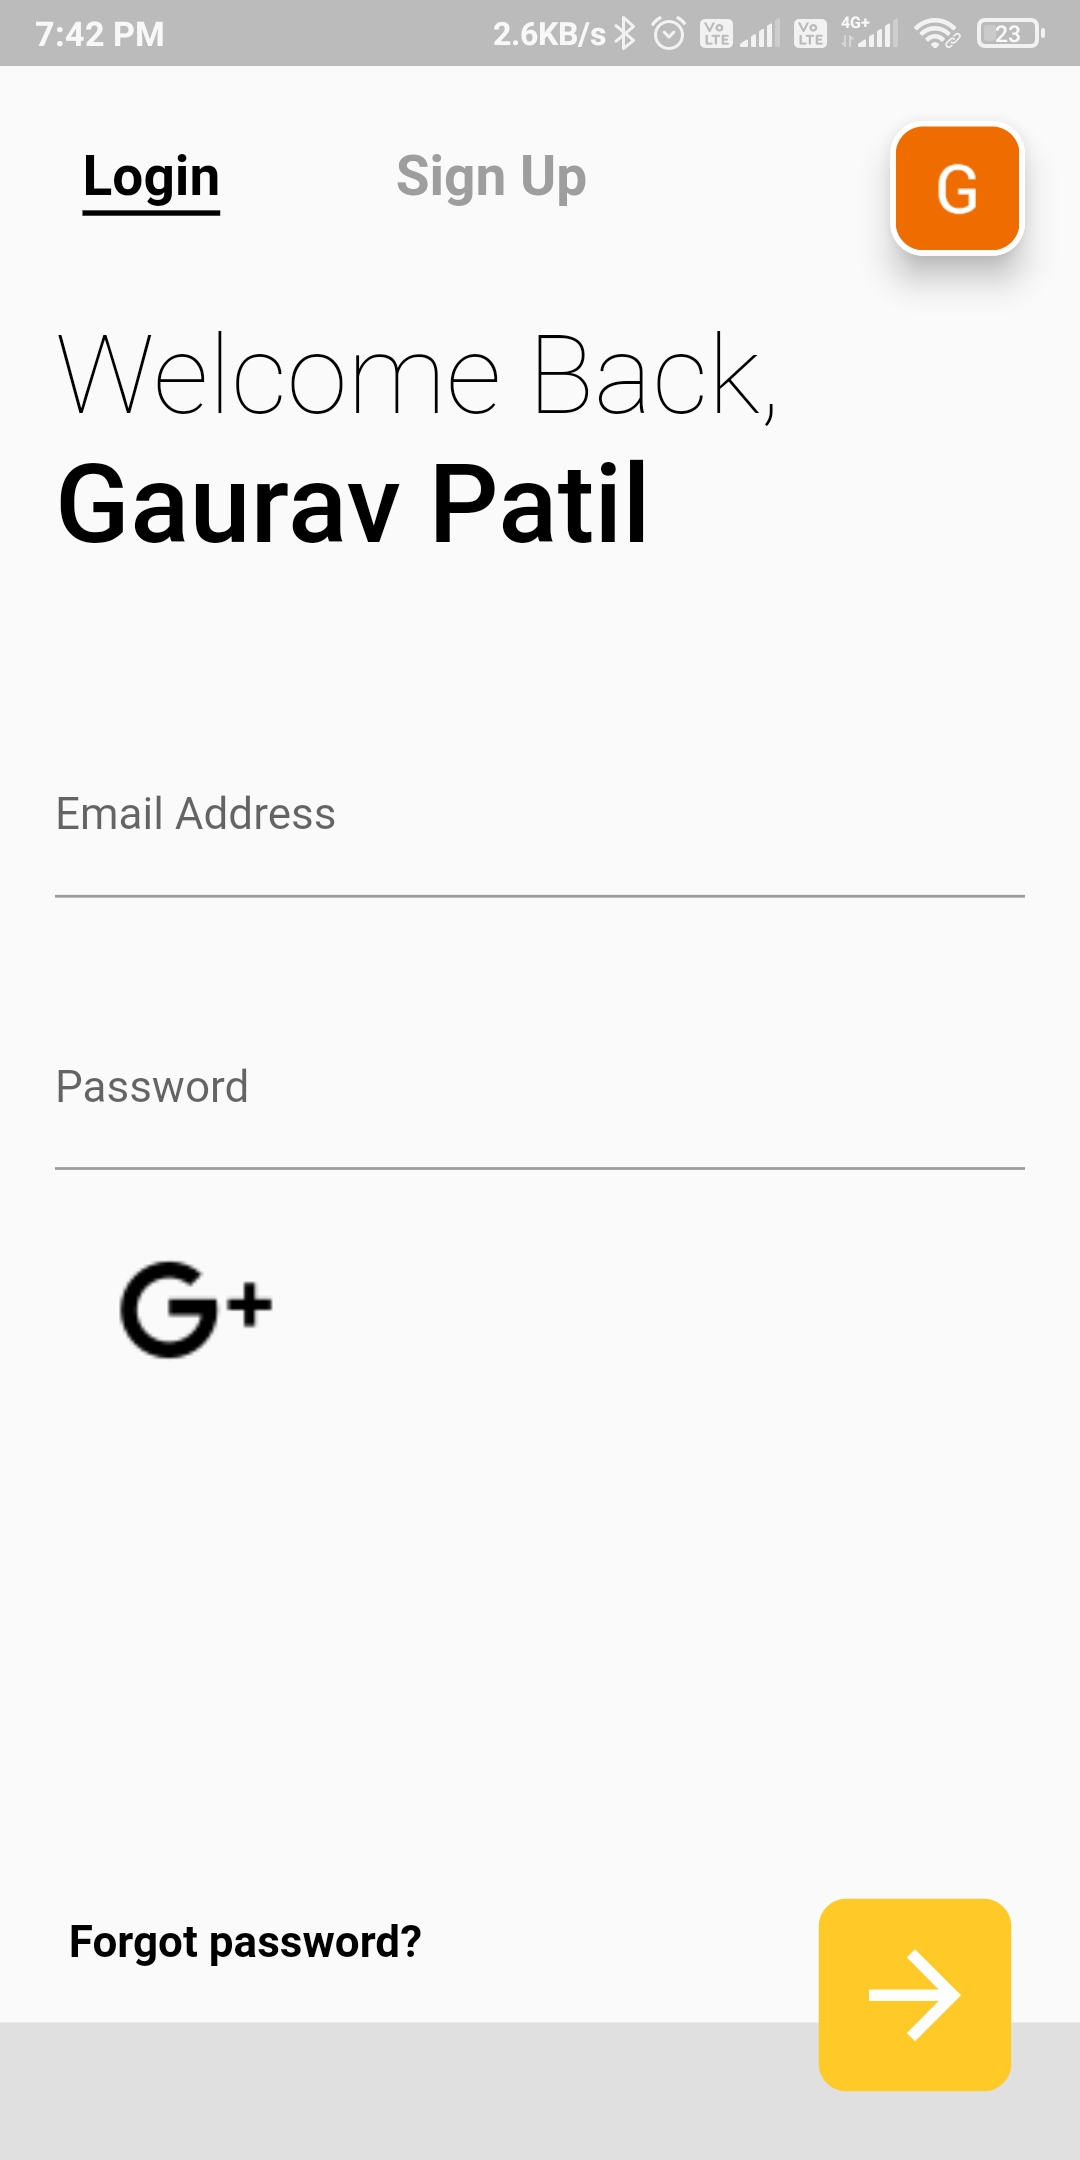 7:42 PM 2.6KB/s Vo LTE Vo LTE 4G+ 23
Login Sign Up G
Welcome Back,
Gaurav Patil
Email Address
Password
G+
Forgot password?